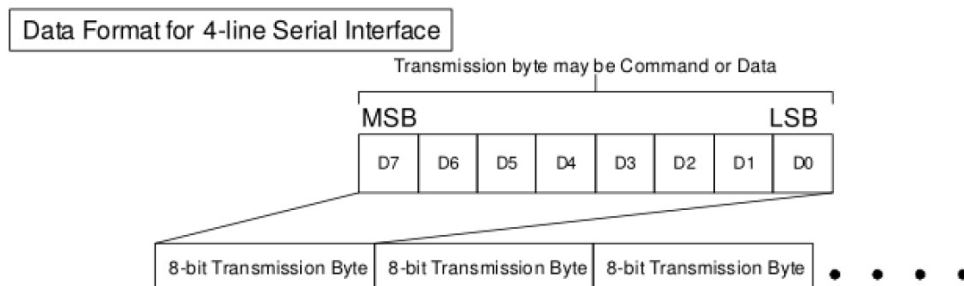 Data Format for 4-line Serial Interface
Transmission byte may be Command or Data
MSB LSB
D7 D6 D5 D4 D3 D2 D1 D0
8-bit Transmission Byte 8-bit Transmission Byte 8-bit Transmission Byte